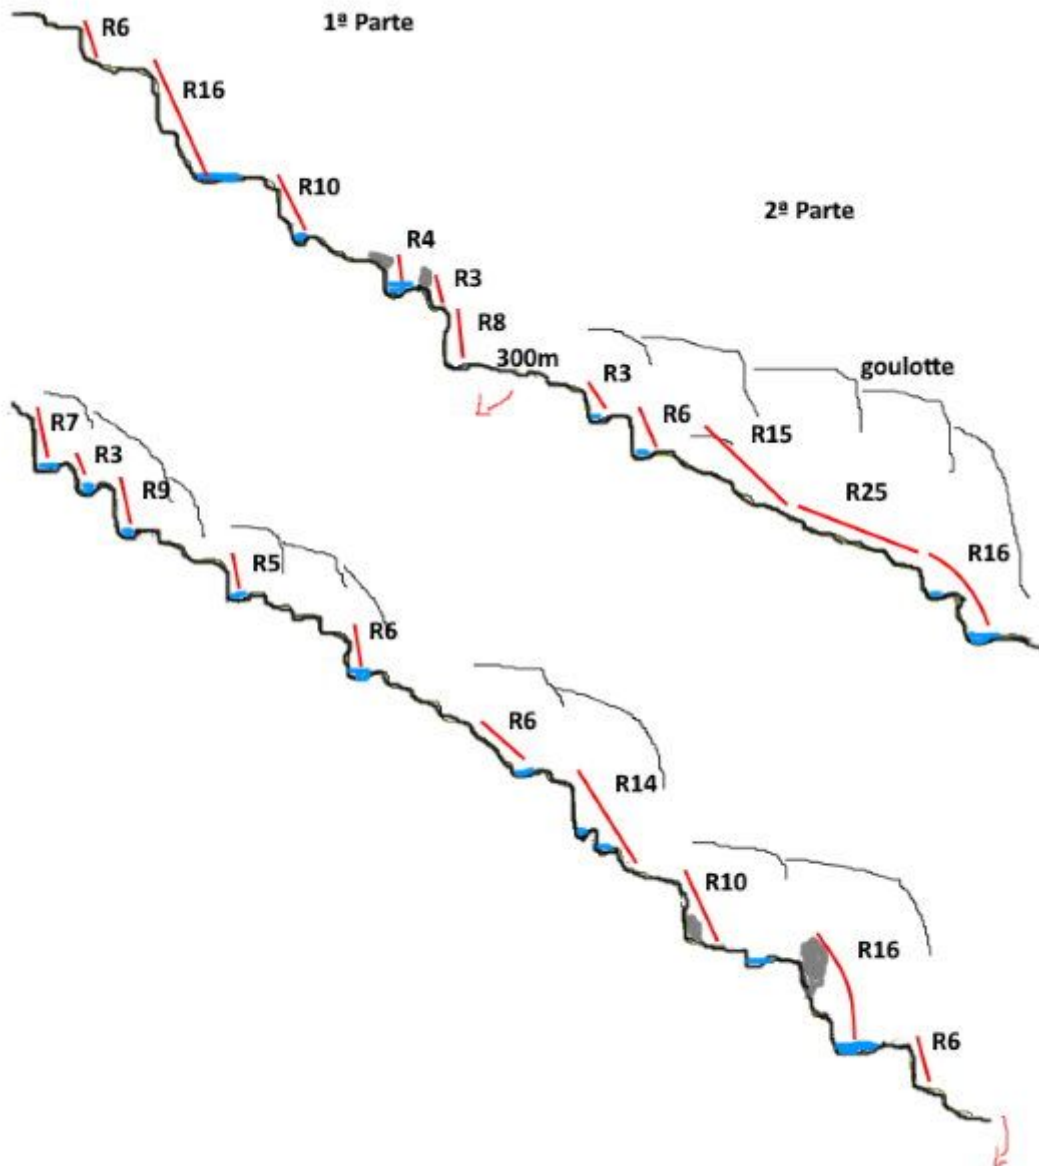 1ª Parte
R6
R16
R10
R4
R3
R8
300m
2ª Parte
goulotte
R3
R6
R15
R25
R16
R7
R3
R9
R5
R6
R6
R14
R10
R16
R6